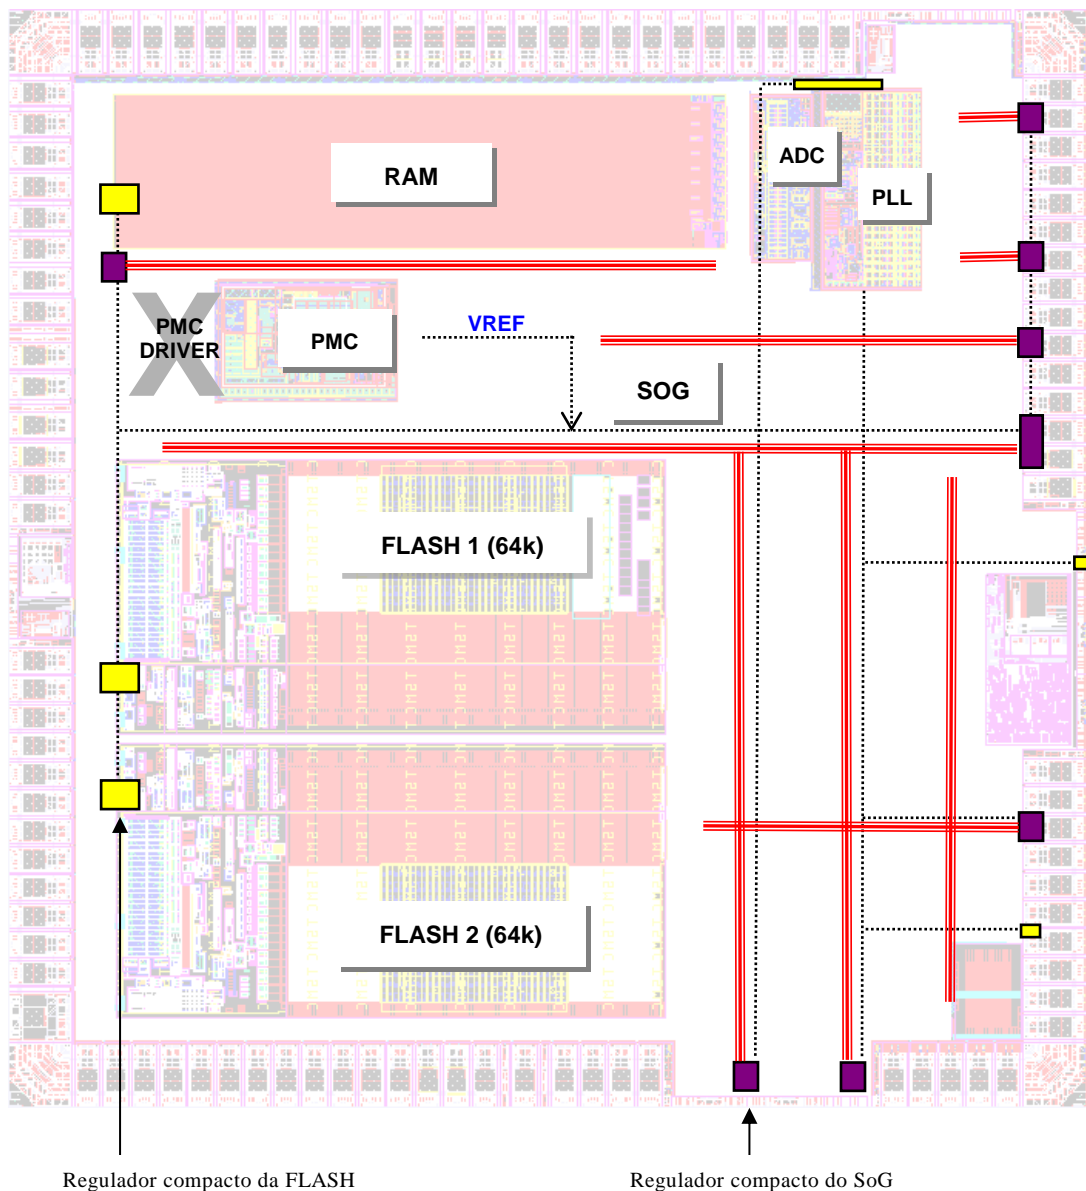 RAM
ADC
PLL
PMC
DRIVER
PMC
VREF
SOG
FLASH 1 (64k)
FLASH 2 (64k)
Regulador compacto da FLASH
Regulador compacto do SoG